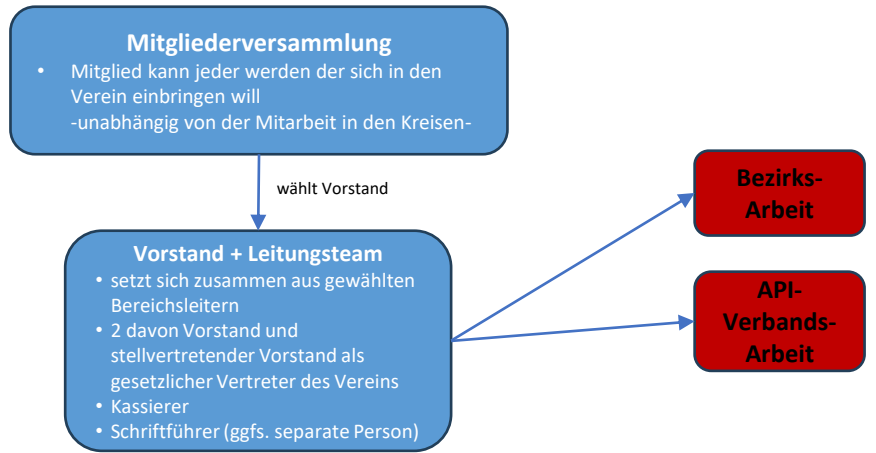 Mitgliederversammlung
• Mitglied kann jeder werden der sich in den
Verein einbringen will
-unabhängig von der Mitarbeit in den Kreisen-
wählt Vorstand
Vorstand + Leitungsteam
• setzt sich zusammen aus gewählten
Bereichsleitern
• 2 davon Vorstand und
stellvertretender Vorstand als
gesetzlicher Vertreter des Vereins
• Kassierer
• Schriftführer (ggfs. separate Person)
Bezirks-
Arbeit
API-
Verbands-
Arbeit